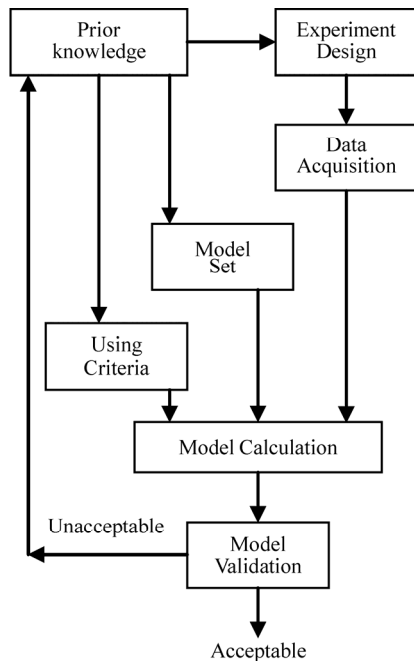 Prior
knowledge
Experiment
Design
Data
Acquisition
Model
Set
Using
Criteria
Model Calculation
Unacceptable
Model
Validation
Acceptable